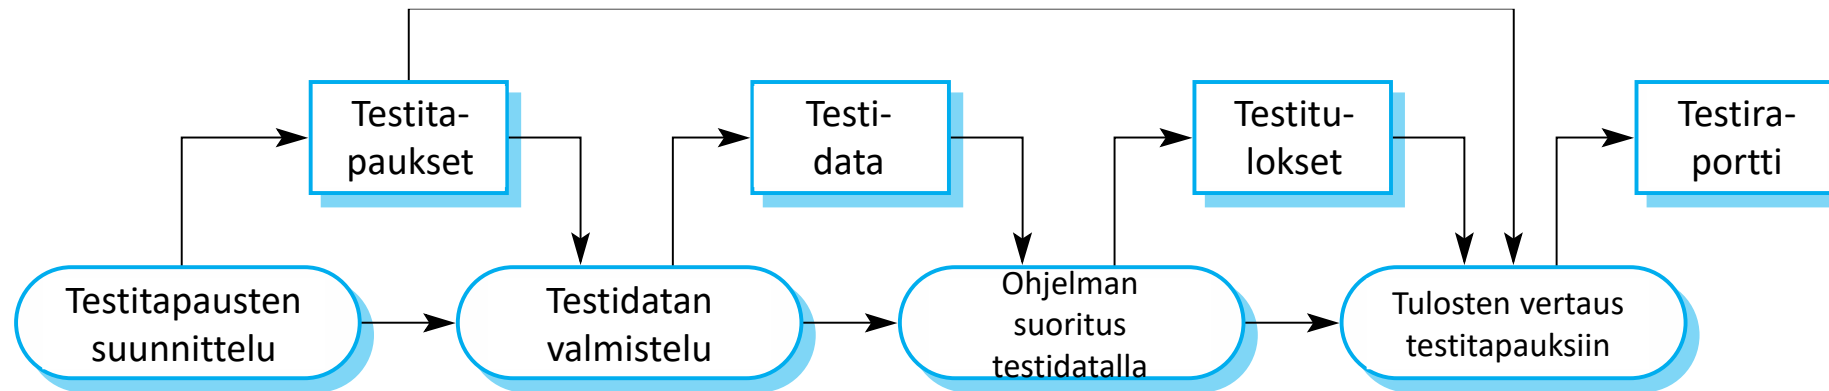 Testita-
paukset
Testi-
data
Testitu-
lokset
Testira-
portti
Testitapausten
suunnittelu
Testidatan
valmistelu
Ohjelman
suoritus
testidatalla
Tulosten vertaus
testitapauksiin